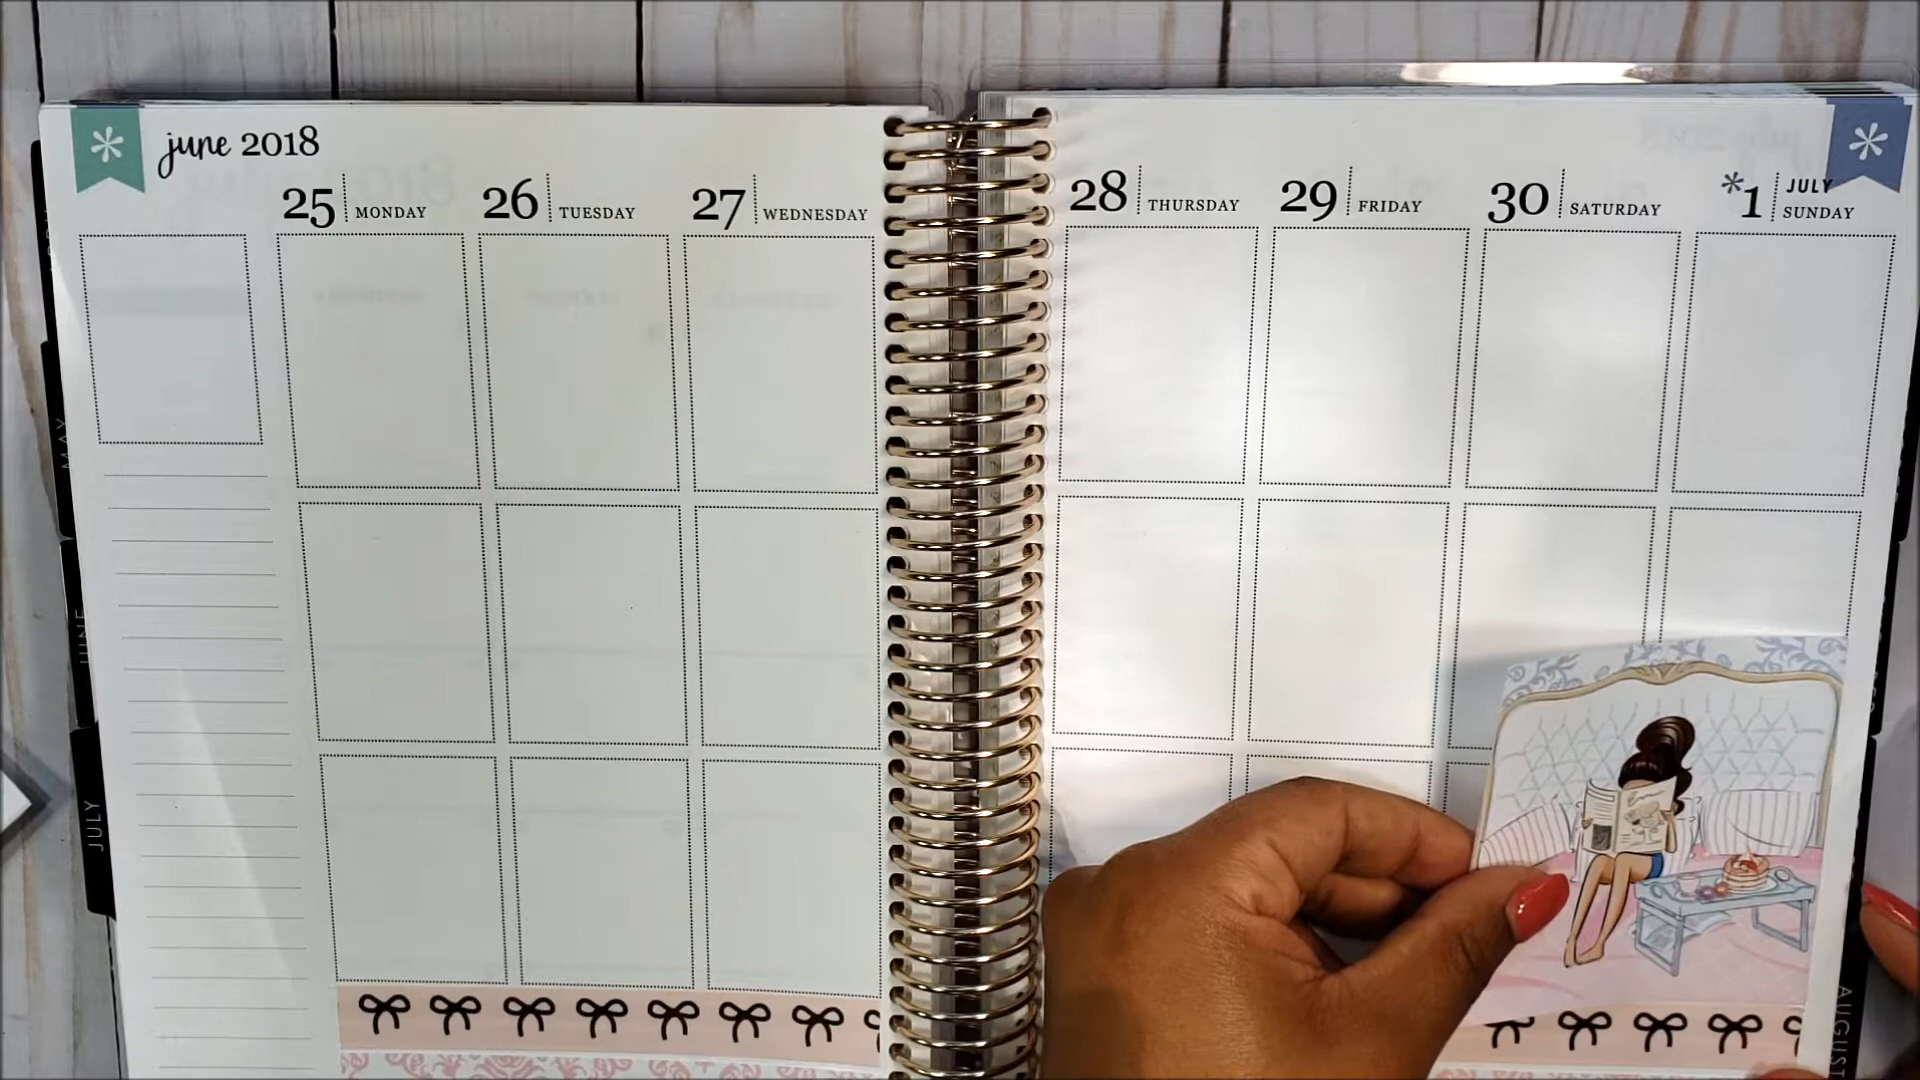 june 2018
25 MONDAY
26 TUESDAY
27 WEDNESDAY
28 THURSDAY
29 FRIDAY
30 SATURDAY
*1 JULY SUNDAY
MAY
JUNE
JULY
AUGUST